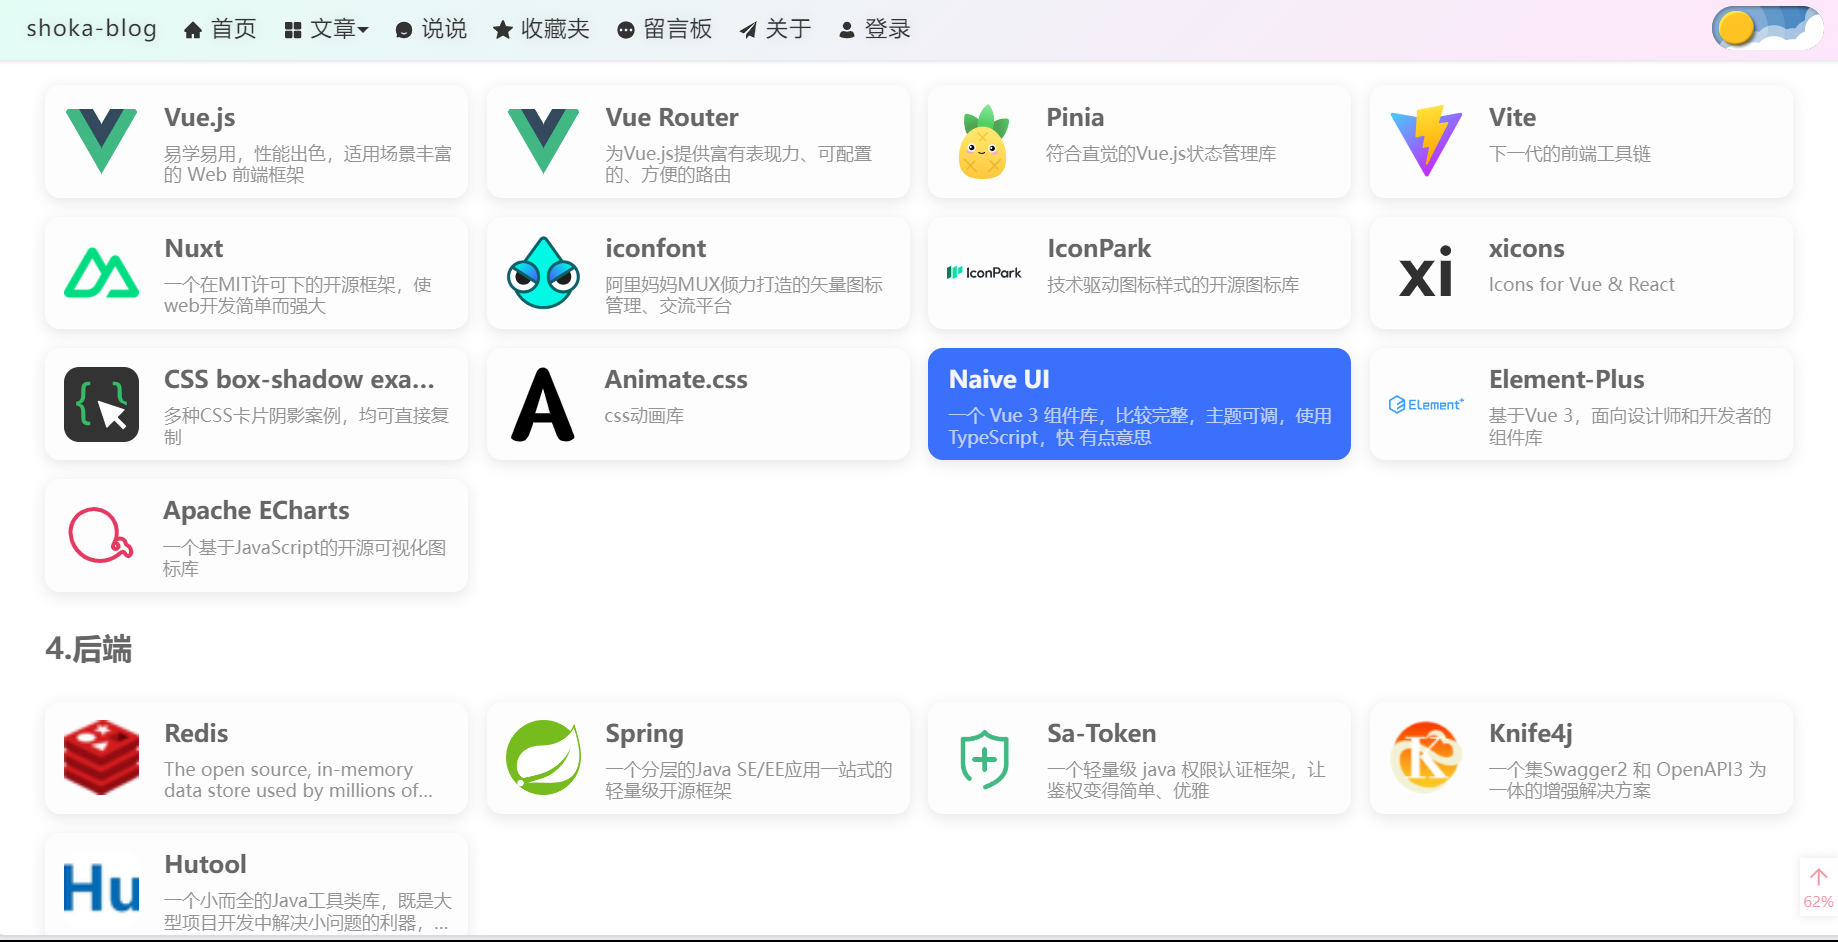 shoka-blog 首页 文章 说说 收藏夹 留言板 关于 登录
Vue.js
易学易用，性能出色，适用场景丰富
的 Web 前端框架
Vue Router
为Vue.js提供富有表现力、可配置
的、方便的路由
Pinia
符合直觉的Vue.js状态管理库
Vite
下一代的前端工具链
Nuxt
一个在MIT许可下的开源框架，使
web开发简单而强大
iconfont
阿里妈妈MUX倾力打造的矢量图标
管理、交流平台
IconPark
IconPark
技术驱动图标样式的开源图标库
xi
xicons
Icons for Vue & React
CSS box-shadow exa...
多种CSS卡片阴影案例，均可直接复
制
A
Animate.css
css动画库
Naive UI
一个 Vue 3 组件库，比较完整，主题可调，使用
TypeScript，快 有点意思
Element+
Element-Plus
基于Vue 3，面向设计师和开发者的
组件库
Apache ECharts
一个基于JavaScript的开源可视化图
标库
4.后端
Redis
The open source, in-memory
data store used by millions of...
Spring
一个分层的Java SE/EE应用一站式的
轻量级开源框架
Sa-Token
一个轻量级 java 权限认证框架，让
鉴权变得简单、优雅
K
Knife4j
一个集Swagger2 和 OpenAPI3 为
一体的增强解决方案
Hu
Hutool
一个小而全的Java工具类库，既是大
型项目开发中解决小问题的利器，...
62%